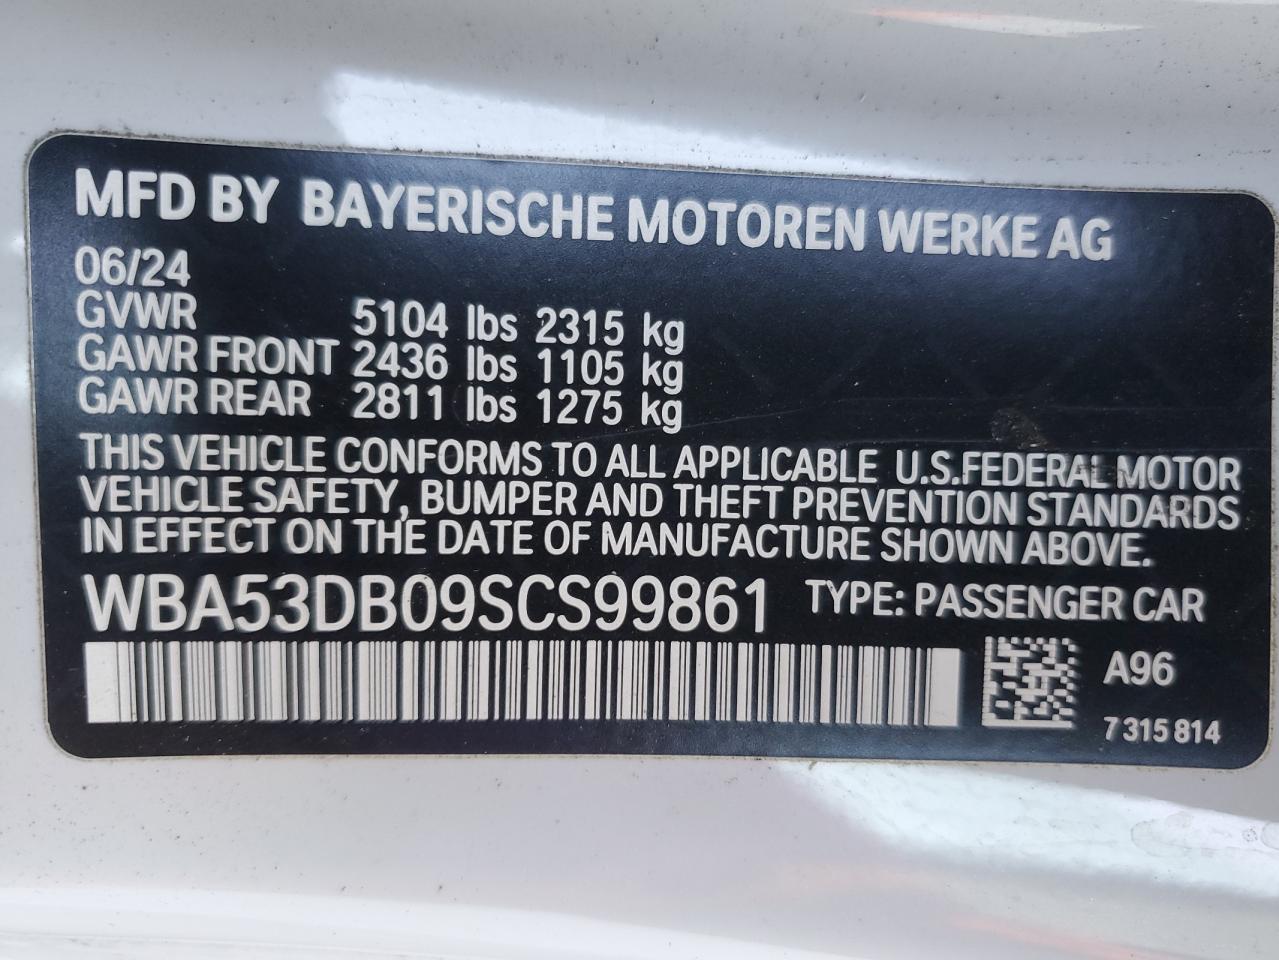 MFD BY BAYERISCHE MOTOREN WERKE AG
06/24
GVWR 5104 lbs 2315 kg
GAWR FRONT 2436 lbs 1105 kg
GAWR REAR 2811 lbs 1275 kg
THIS VEHICLE CONFORMS TO ALL APPLICABLE U.S.FEDERAL MOTOR
VEHICLE SAFETY, BUMPER AND THEFT PREVENTION STANDARDS
IN EFFECT ON THE DATE OF MANUFACTURE SHOWN ABOVE.
WBA53DB09SCS99861 TYPE: PASSENGER CAR
A96
7 315 814